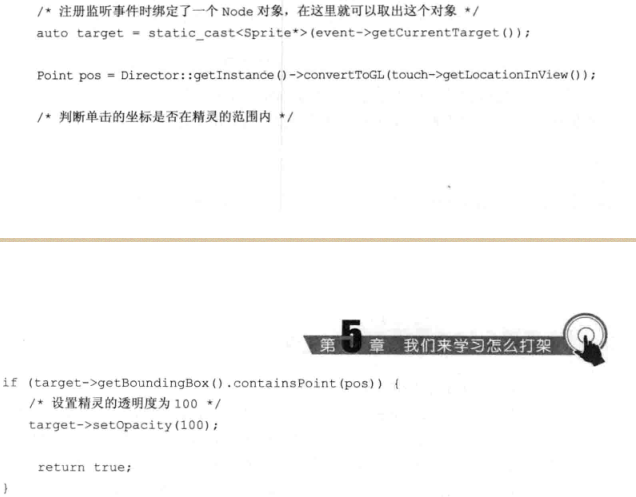 /* 注册监听事件时绑定了一个 Node 对象，在这里就可以取出这个对象 */
auto target = static_cast<Sprite*>(event->getCurrentTarget());
Point pos = Director::getInstance()->convertToGL(touch->getLocationInView());
/* 判断单击的坐标是否在精灵的范围内 */
第 5 章 我们来学习怎么打架
if (target->getBoundingBox().containsPoint(pos)) {
/* 设置精灵的透明度为 100 */
target->setOpacity(100);
return true;
}